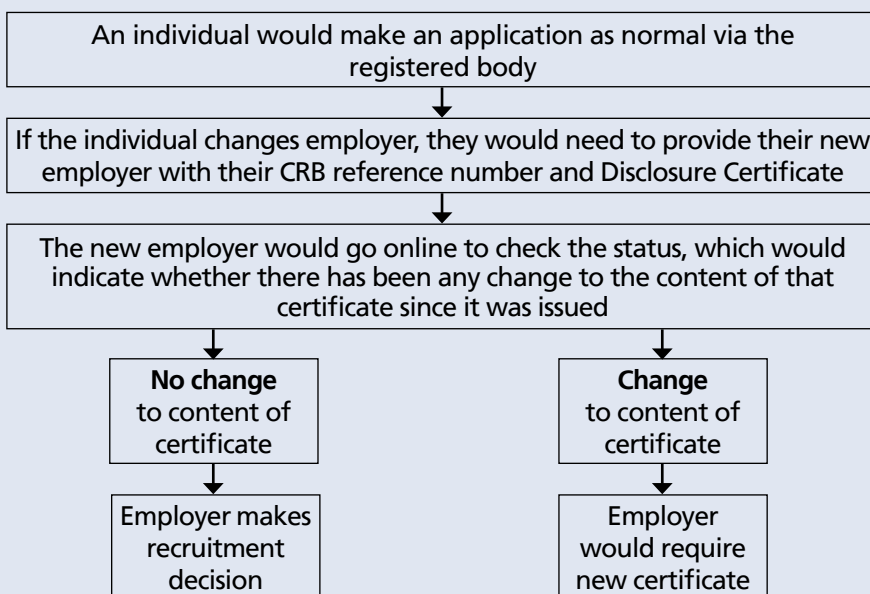 An individual would make an application as normal via the
registered body
If the individual changes employer, they would need to provide their new
employer with their CRB reference number and Disclosure Certificate
The new employer would go online to check the status, which would
indicate whether there has been any change to the content of that
certificate since it was issued
No change
to content of
certificate
Change
to content of
certificate
Employer makes
recruitment
decision
Employer
would require
new certificate